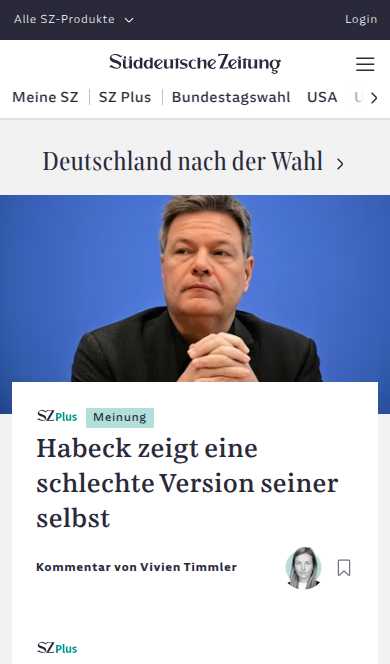 Alle SZ-Produkte
Login
Süddeutsche Zeitung
Meine SZ
SZ Plus
Bundestagswahl
USA
Deutschland nach der Wahl
SZ Plus
Meinung
Habeck zeigt eine
schlechte Version seiner
selbst
Kommentar von Vivien Timmler
SZ Plus